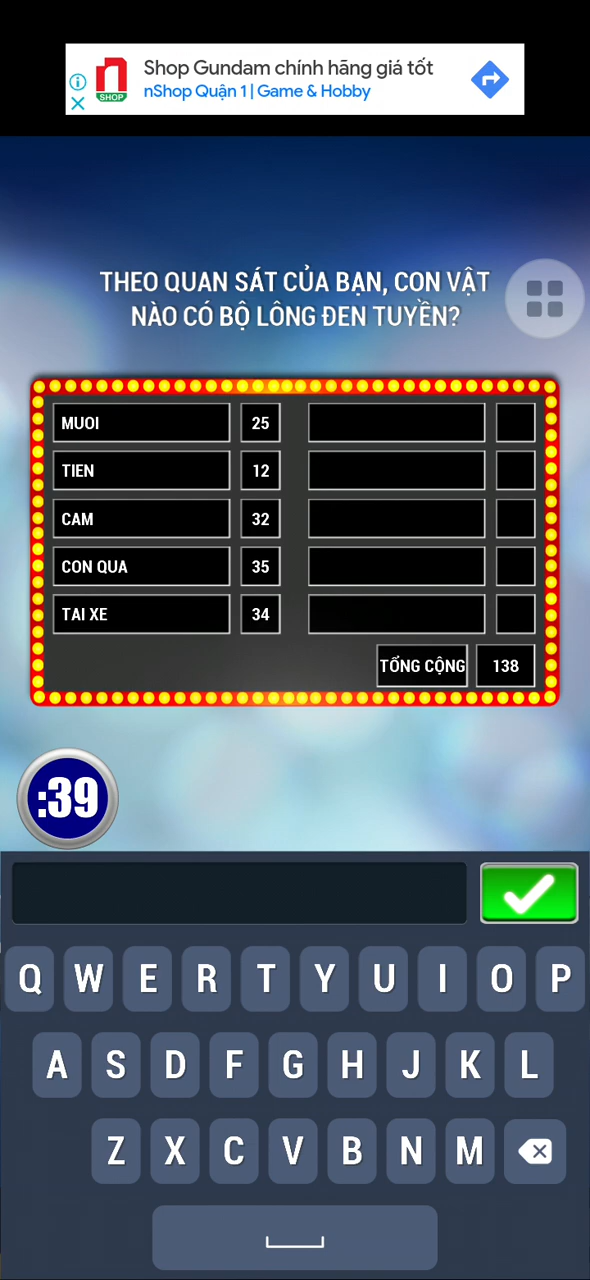 Shop Gundam chính hãng giá tốt
nShop Quận 1 | Game & Hobby
n
SHOP
THEO QUAN SÁT CỦA BẠN, CON VẬT
NÀO CÓ BỘ LÔNG ĐEN TUYỀN?
MUOI 25
TIEN 12
CAM 32
CON QUA 35
TAI XE 34
TỔNG CỘNG 138
:39
Q W E R T Y U I O P
A S D F G H J K L
Z X C V B N M